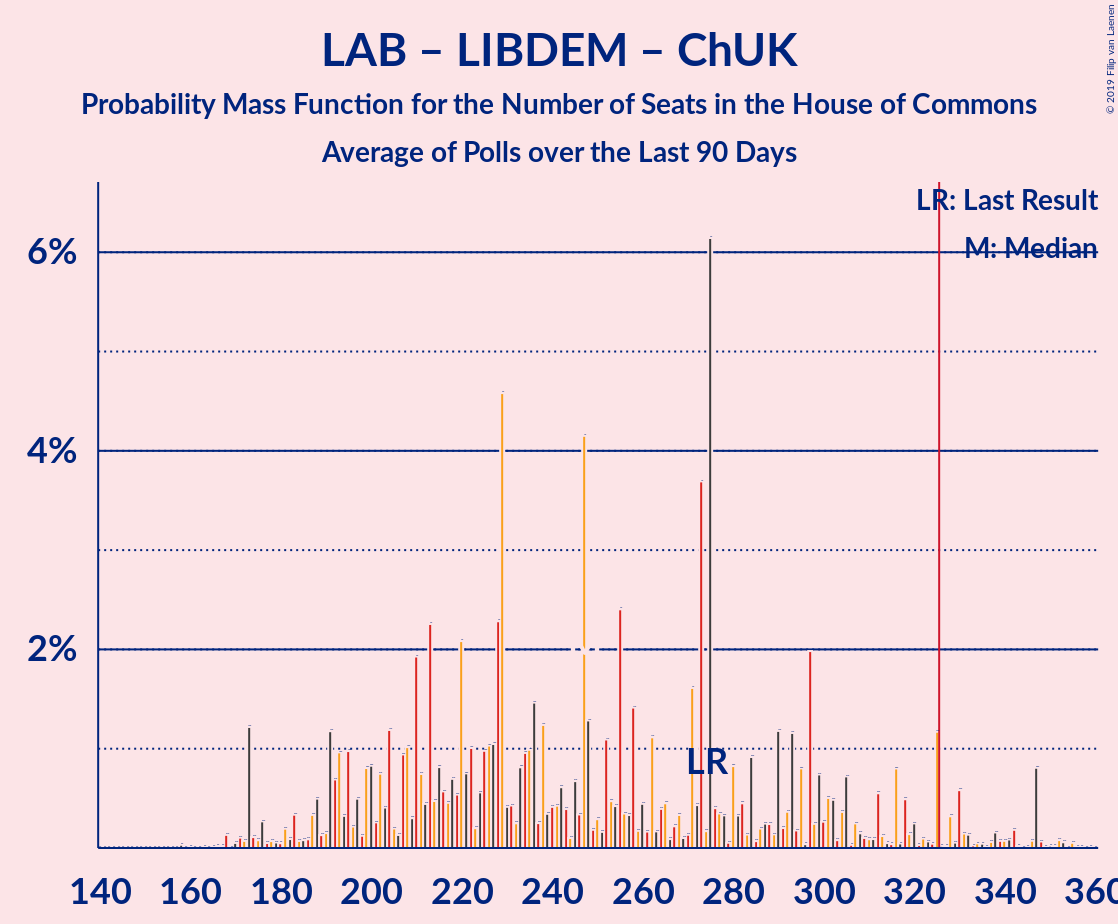 LAB – LIBDEM – ChUK
Probability Mass Function for the Number of Seats in the House of Commons
Average of Polls over the Last 90 Days
© 2019 Filip van Laenen
LR: Last Result
M: Median
6%
4%
2%
LR
140 160 180 200 220 240 260 280 300 320 340 360